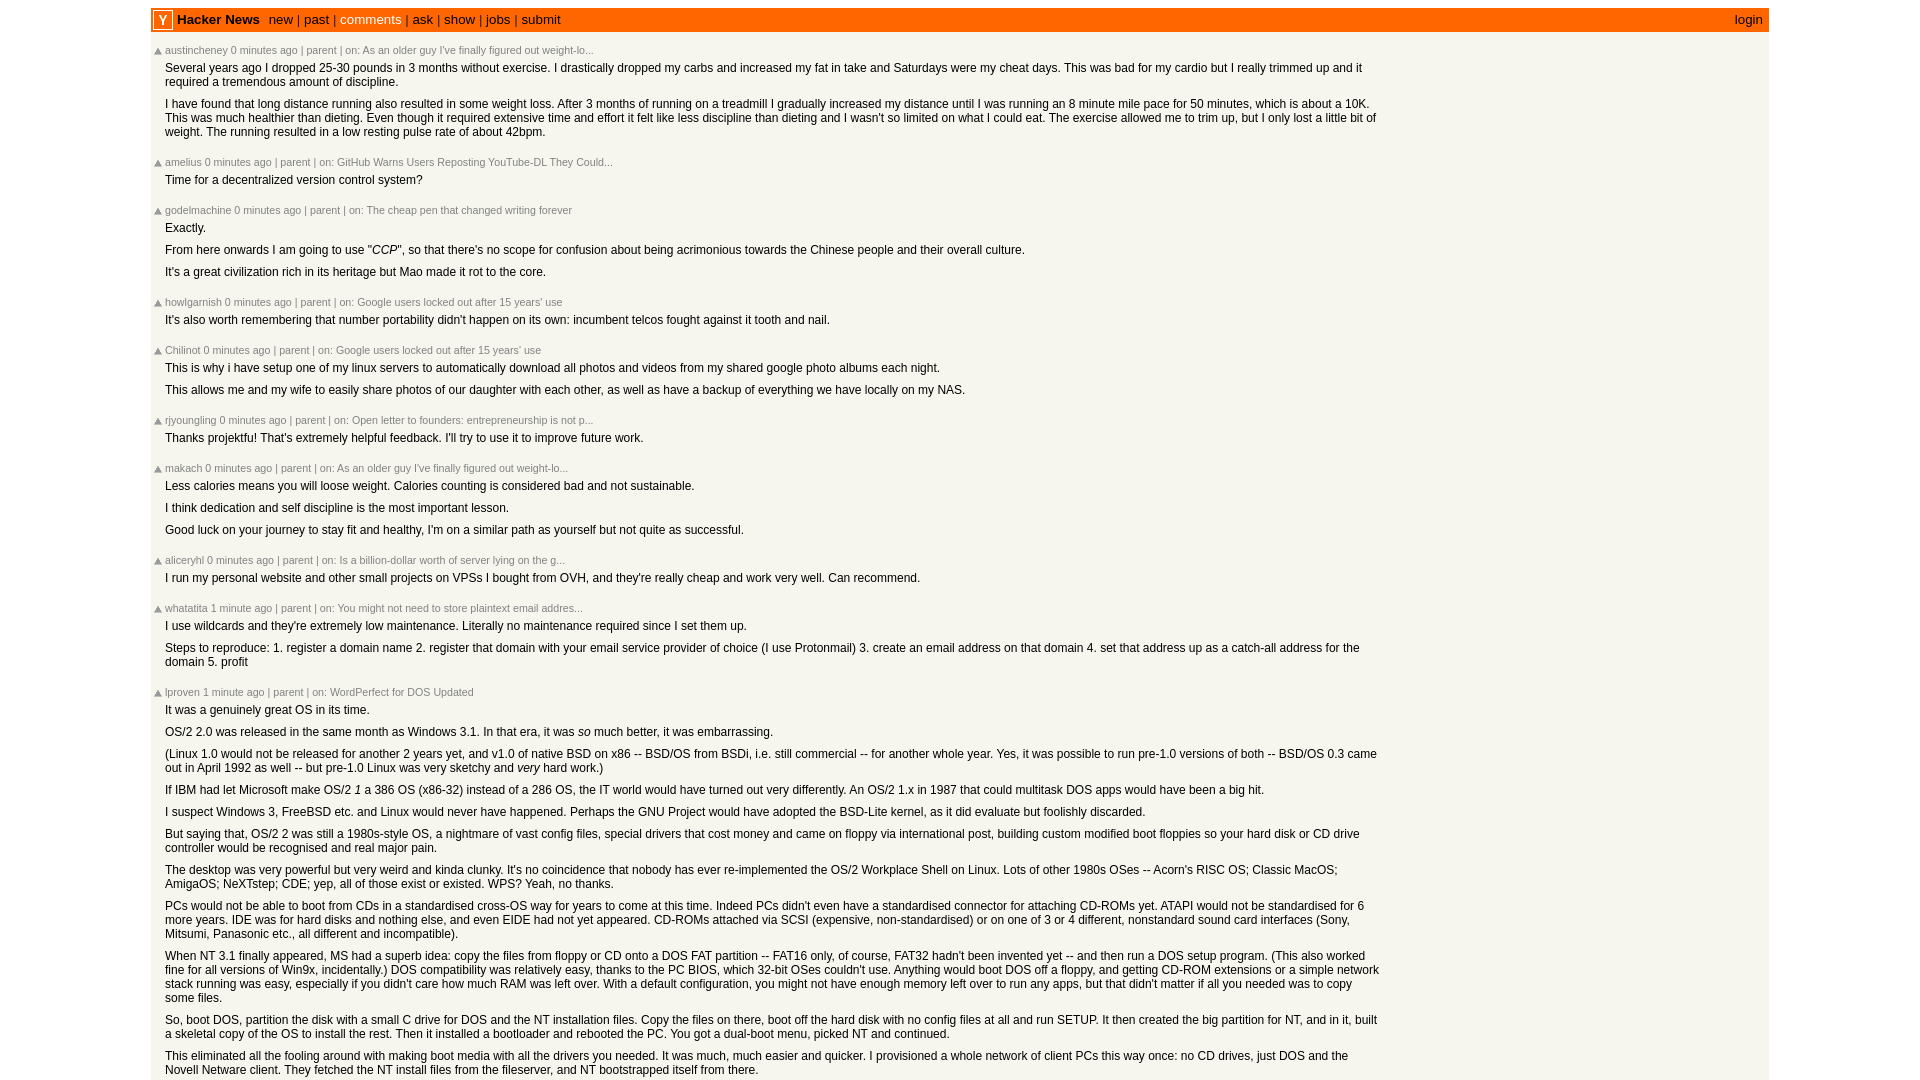 Y Hacker News new | past | comments | ask | show | jobs | submit login
austincheney 0 minutes ago | parent | on: As an older guy I've finally figured out weight-lo...
Several years ago I dropped 25-30 pounds in 3 months without exercise. I drastically dropped my carbs and increased my fat in take and Saturdays were my cheat days. This was bad for my cardio but I really trimmed up and it
required a tremendous amount of discipline.
I have found that long distance running also resulted in some weight loss. After 3 months of running on a treadmill I gradually increased my distance until I was running an 8 minute mile pace for 50 minutes, which is about a 10K.
This was much healthier than dieting. Even though it required extensive time and effort it felt like less discipline than dieting and I wasn't so limited on what I could eat. The exercise allowed me to trim up, but I only lost a little bit of
weight. The running resulted in a low resting pulse rate of about 42bpm.
amelius 0 minutes ago | parent | on: GitHub Warns Users Reposting YouTube-DL They Could...
Time for a decentralized version control system?
godelmachine 0 minutes ago | parent | on: The cheap pen that changed writing forever
Exactly.
From here onwards I am going to use "CCP", so that there's no scope for confusion about being acrimonious towards the Chinese people and their overall culture.
It's a great civilization rich in its heritage but Mao made it rot to the core.
howlgarnish 0 minutes ago | parent | on: Google users locked out after 15 years' use
It's also worth remembering that number portability didn't happen on its own: incumbent telcos fought against it tooth and nail.
Chilinot 0 minutes ago | parent | on: Google users locked out after 15 years' use
This is why i have setup one of my linux servers to automatically download all photos and videos from my shared google photo albums each night.
This allows me and my wife to easily share photos of our daughter with each other, as well as have a backup of everything we have locally on my NAS.
rjyoungling 0 minutes ago | parent | on: Open letter to founders: entrepreneurship is not p...
Thanks projektfu! That's extremely helpful feedback. I'll try to use it to improve future work.
makach 0 minutes ago | parent | on: As an older guy I've finally figured out weight-lo...
Less calories means you will loose weight. Calories counting is considered bad and not sustainable.
I think dedication and self discipline is the most important lesson.
Good luck on your journey to stay fit and healthy, I'm on a similar path as yourself but not quite as successful.
aliceryhl 0 minutes ago | parent | on: Is a billion-dollar worth of server lying on the g...
I run my personal website and other small projects on VPSs I bought from OVH, and they're really cheap and work very well. Can recommend.
whatatita 1 minute ago | parent | on: You might not need to store plaintext email addres...
I use wildcards and they're extremely low maintenance. Literally no maintenance required since I set them up.
Steps to reproduce: 1. register a domain name 2. register that domain with your email service provider of choice (I use Protonmail) 3. create an email address on that domain 4. set that address up as a catch-all address for the
domain 5. profit
lproven 1 minute ago | parent | on: WordPerfect for DOS Updated
It was a genuinely great OS in its time.
OS/2 2.0 was released in the same month as Windows 3.1. In that era, it was so much better, it was embarrassing.
(Linux 1.0 would not be released for another 2 years yet, and v1.0 of native BSD on x86 -- BSD/OS from BSDi, i.e. still commercial -- for another whole year. Yes, it was possible to run pre-1.0 versions of both -- BSD/OS 0.3 came
out in April 1992 as well -- but pre-1.0 Linux was very sketchy and very hard work.)
If IBM had let Microsoft make OS/2 1 a 386 OS (x86-32) instead of a 286 OS, the IT world would have turned out very differently. An OS/2 1.x in 1987 that could multitask DOS apps would have been a big hit.
I suspect Windows 3, FreeBSD etc. and Linux would never have happened. Perhaps the GNU Project would have adopted the BSD-Lite kernel, as it did evaluate but foolishly discarded.
But saying that, OS/2 2 was still a 1980s-style OS, a nightmare of vast config files, special drivers that cost money and came on floppy via international post, building custom modified boot floppies so your hard disk or CD drive
controller would be recognised and real major pain.
The desktop was very powerful but very weird and kinda clunky. It's no coincidence that nobody has ever re-implemented the OS/2 Workplace Shell on Linux. Lots of other 1980s OSes -- Acorn's RISC OS; Classic MacOS;
AmigaOS; NeXTstep; CDE; yep, all of those exist or existed. WPS? Yeah, no thanks.
PCs would not be able to boot from CDs in a standardised cross-OS way for years to come at this time. Indeed PCs didn't even have a standardised connector for attaching CD-ROMs yet. ATAPI would not be standardised for 6
more years. IDE was for hard disks and nothing else, and even EIDE had not yet appeared. CD-ROMs attached via SCSI (expensive, non-standardised) or on one of 3 or 4 different, nonstandard sound card interfaces (Sony,
Mitsumi, Panasonic etc., all different and incompatible).
When NT 3.1 finally appeared, MS had a superb idea: copy the files from floppy or CD onto a DOS FAT partition -- FAT16 only, of course, FAT32 hadn't been invented yet -- and then run a DOS setup program. (This also worked
fine for all versions of Win9x, incidentally.) DOS compatibility was relatively easy, thanks to the PC BIOS, which 32-bit OSes couldn't use. Anything would boot DOS off a floppy, and getting CD-ROM extensions or a simple network
stack running was easy, especially if you didn't care how much RAM was left over. With a default configuration, you might not have enough memory left over to run any apps, but that didn't matter if all you needed was to copy
some files.
So, boot DOS, partition the disk with a small C drive for DOS and the NT installation files. Copy the files on there, boot off the hard disk with no config files at all and run SETUP. It then created the big partition for NT, and in it, built
a skeletal copy of the OS to install the rest. Then it installed a bootloader and rebooted the PC. You got a dual-boot menu, picked NT and continued.
This eliminated all the fooling around with making boot media with all the drivers you needed. It was much, much easier and quicker. I provisioned a whole network of client PCs this way once: no CD drives, just DOS and the
Novell Netware client. They fetched the NT install files from the fileserver, and NT bootstrapped itself from there.